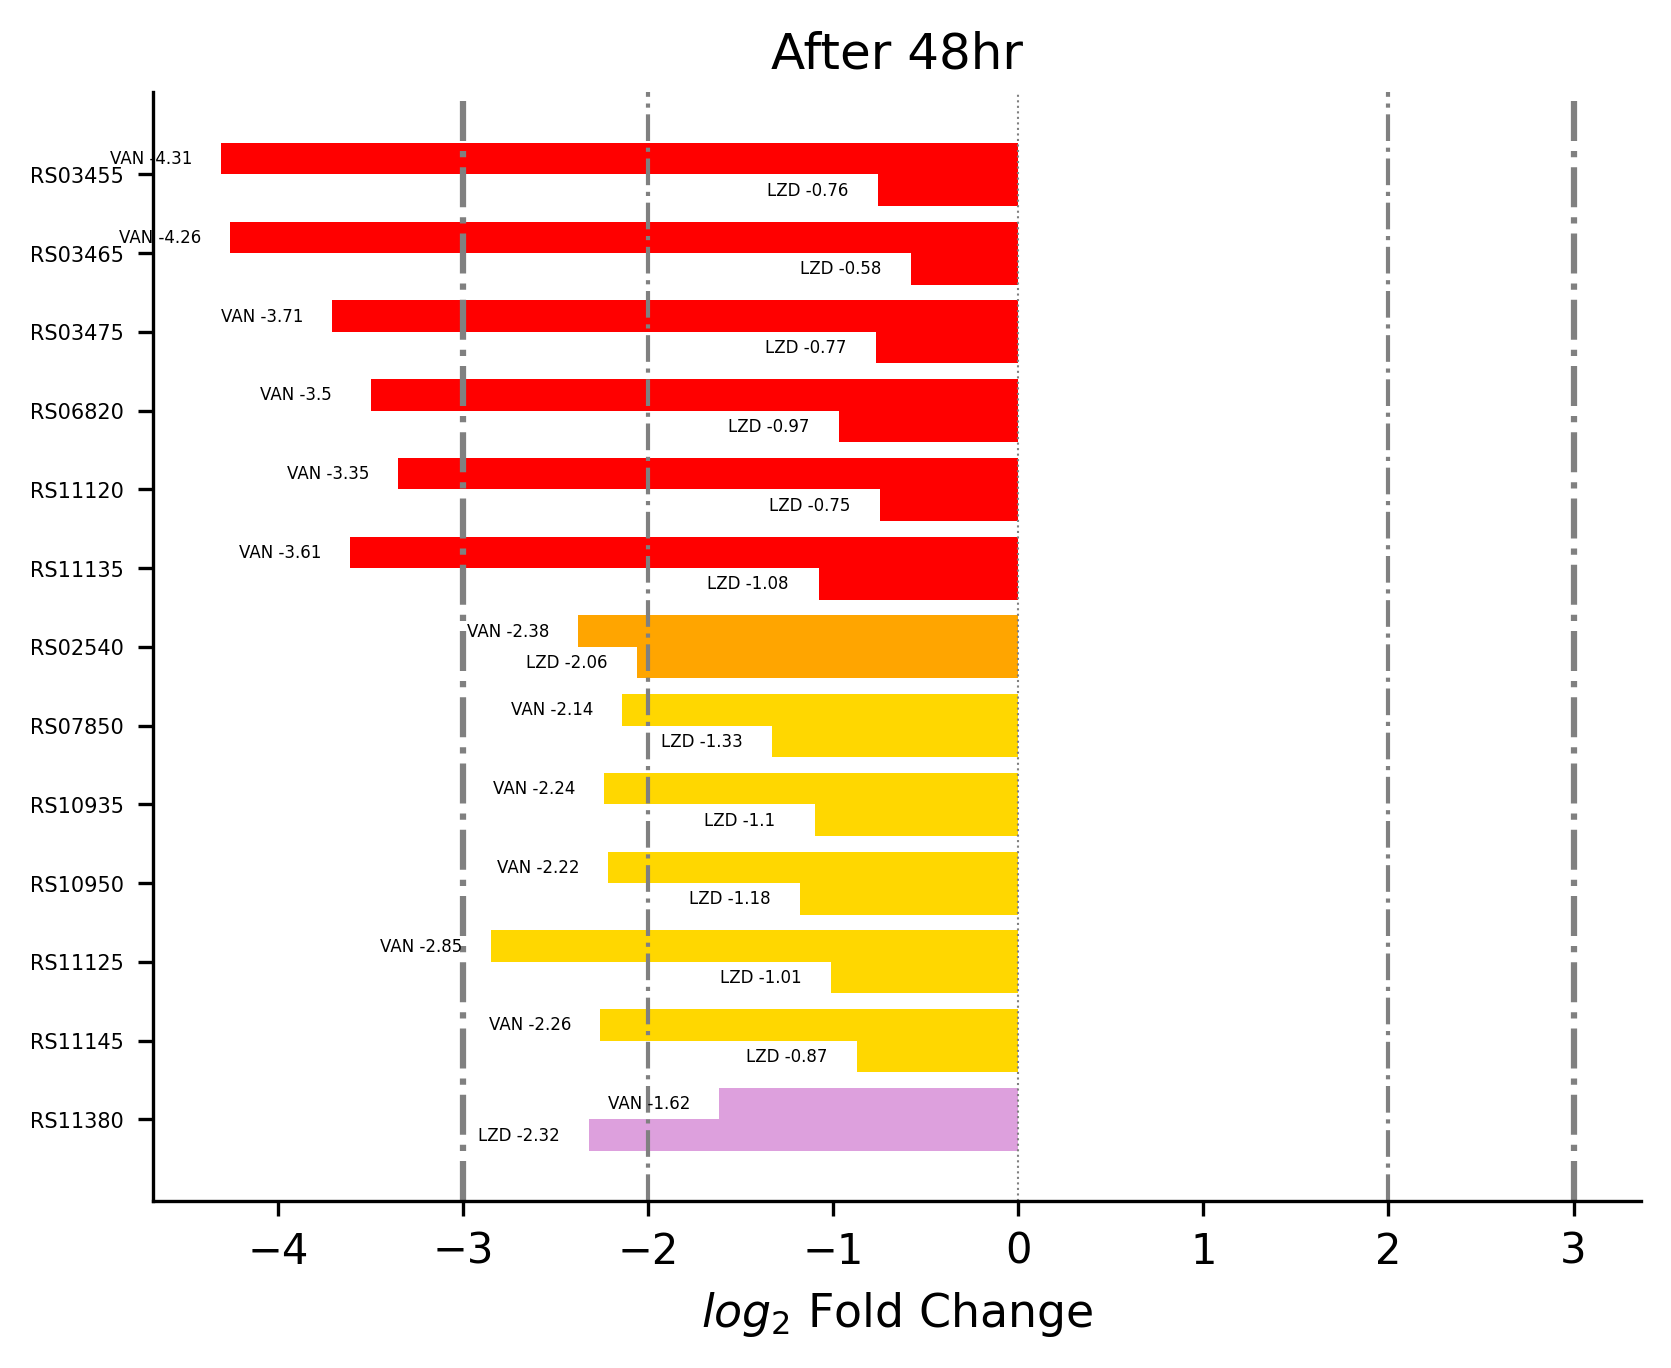 After 48hr
VAN -4.31
RS03455
LZD -0.76
VAN -4.26
RS03465
LZD -0.58
VAN -3.71
RS03475
LZD -0.77
VAN -3.5
RS06820
LZD -0.97
VAN -3.35
RS11120
LZD -0.75
VAN -3.61
RS11135
LZD -1.08
VAN -2.38
RS02540
LZD -2.06
VAN -2.14
RS07850
LZD -1.33
VAN -2.24
RS10935
LZD -1.1
VAN -2.22
RS10950
LZD -1.18
VAN -2.85
RS11125
LZD -1.01
VAN -2.26
RS11145
LZD -0.87
VAN -1.62
RS11380
LZD -2.32
−4 −3 −2 −1 0 1 2 3
log₂ Fold Change